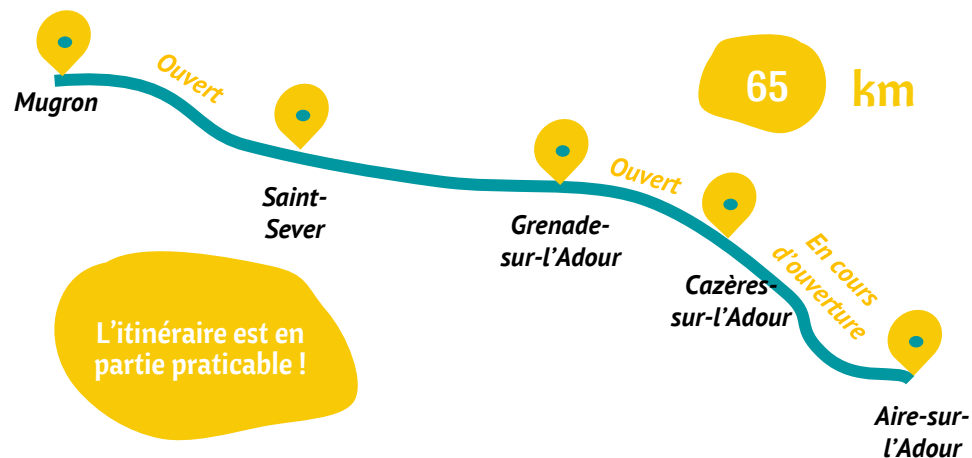 Mugron
Ouvert
65 km
Saint-
Sever
Grenade-
sur-l'Adour
Ouvert
Cazères-
sur-l'Adour
En cours
d'ouverture
L'itinéraire est en
partie praticable !
Aire-sur-
l'Adour